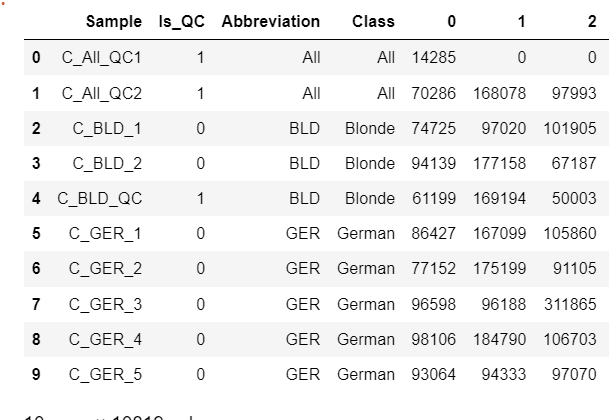 Sample Is_QC Abbreviation Class 0 1 2
0 C_All_QC1 1 All All 14285 0 0
1 C_All_QC2 1 All All 70286 168078 97993
2 C_BLD_1 0 BLD Blonde 74725 97020 101905
3 C_BLD_2 0 BLD Blonde 94139 177158 67187
4 C_BLD_QC 1 BLD Blonde 61199 169194 50003
5 C_GER_1 0 GER German 86427 167099 105860
6 C_GER_2 0 GER German 77152 175199 91105
7 C_GER_3 0 GER German 96598 96188 311865
8 C_GER_4 0 GER German 98106 184790 106703
9 C_GER_5 0 GER German 93064 94333 97070